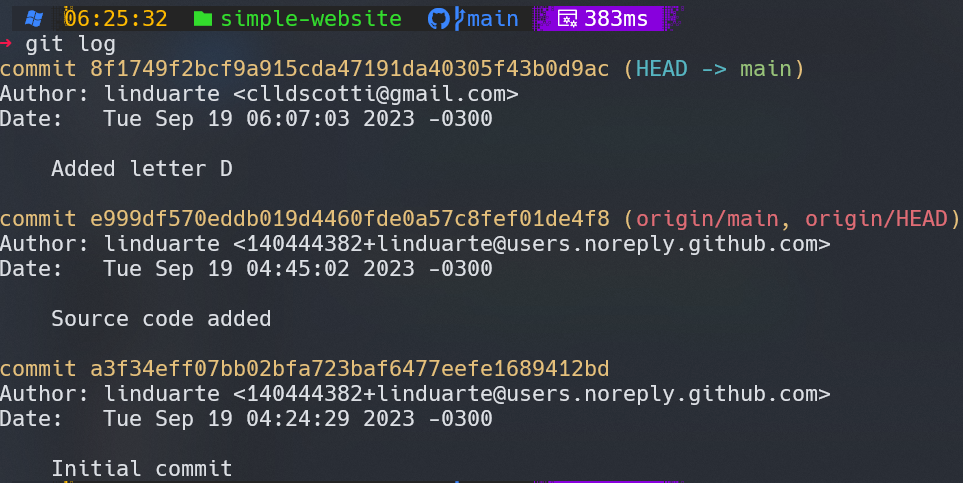 06:25:32 simple-website main 383ms
→ git log
commit 8f1749f2bcf9a915cda47191da40305f43b0d9ac (HEAD -> main)
Author: linduarte <clldscotti@gmail.com>
Date:   Tue Sep 19 06:07:03 2023 -0300
Added letter D
commit e999df570eddb019d4460fde0a57c8fef01de4f8 (origin/main, origin/HEAD)
Author: linduarte <140444382+linduarte@users.noreply.github.com>
Date:   Tue Sep 19 04:45:02 2023 -0300
Source code added
commit a3f34eff07bb02bfa723baf6477eefe1689412bd
Author: linduarte <140444382+linduarte@users.noreply.github.com>
Date:   Tue Sep 19 04:24:29 2023 -0300
Initial commit